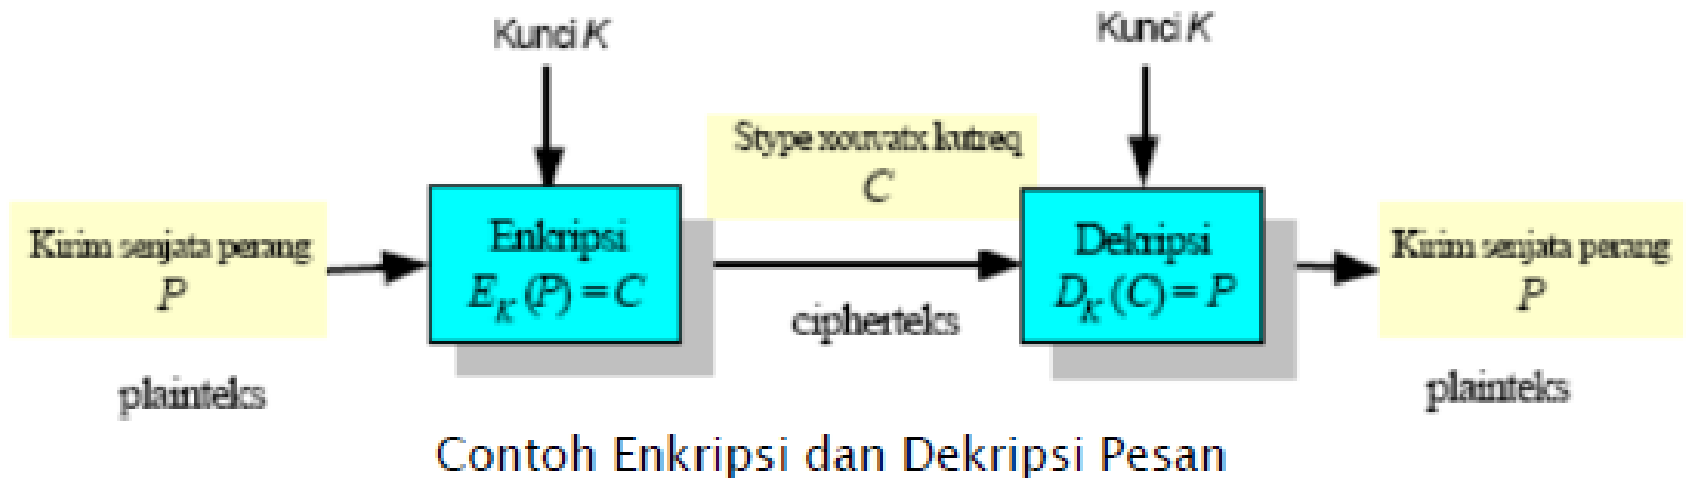 Kunci K
Kunci K
Stype xouvatx kutreq
C
Kirim senjata perang
P
Enkripsi
E_K (P) = C
Dekripsi
D_K (C) = P
Kirim senjata perang
P
cipherteks
plainteks
plainteks
Contoh Enkripsi dan Dekripsi Pesan